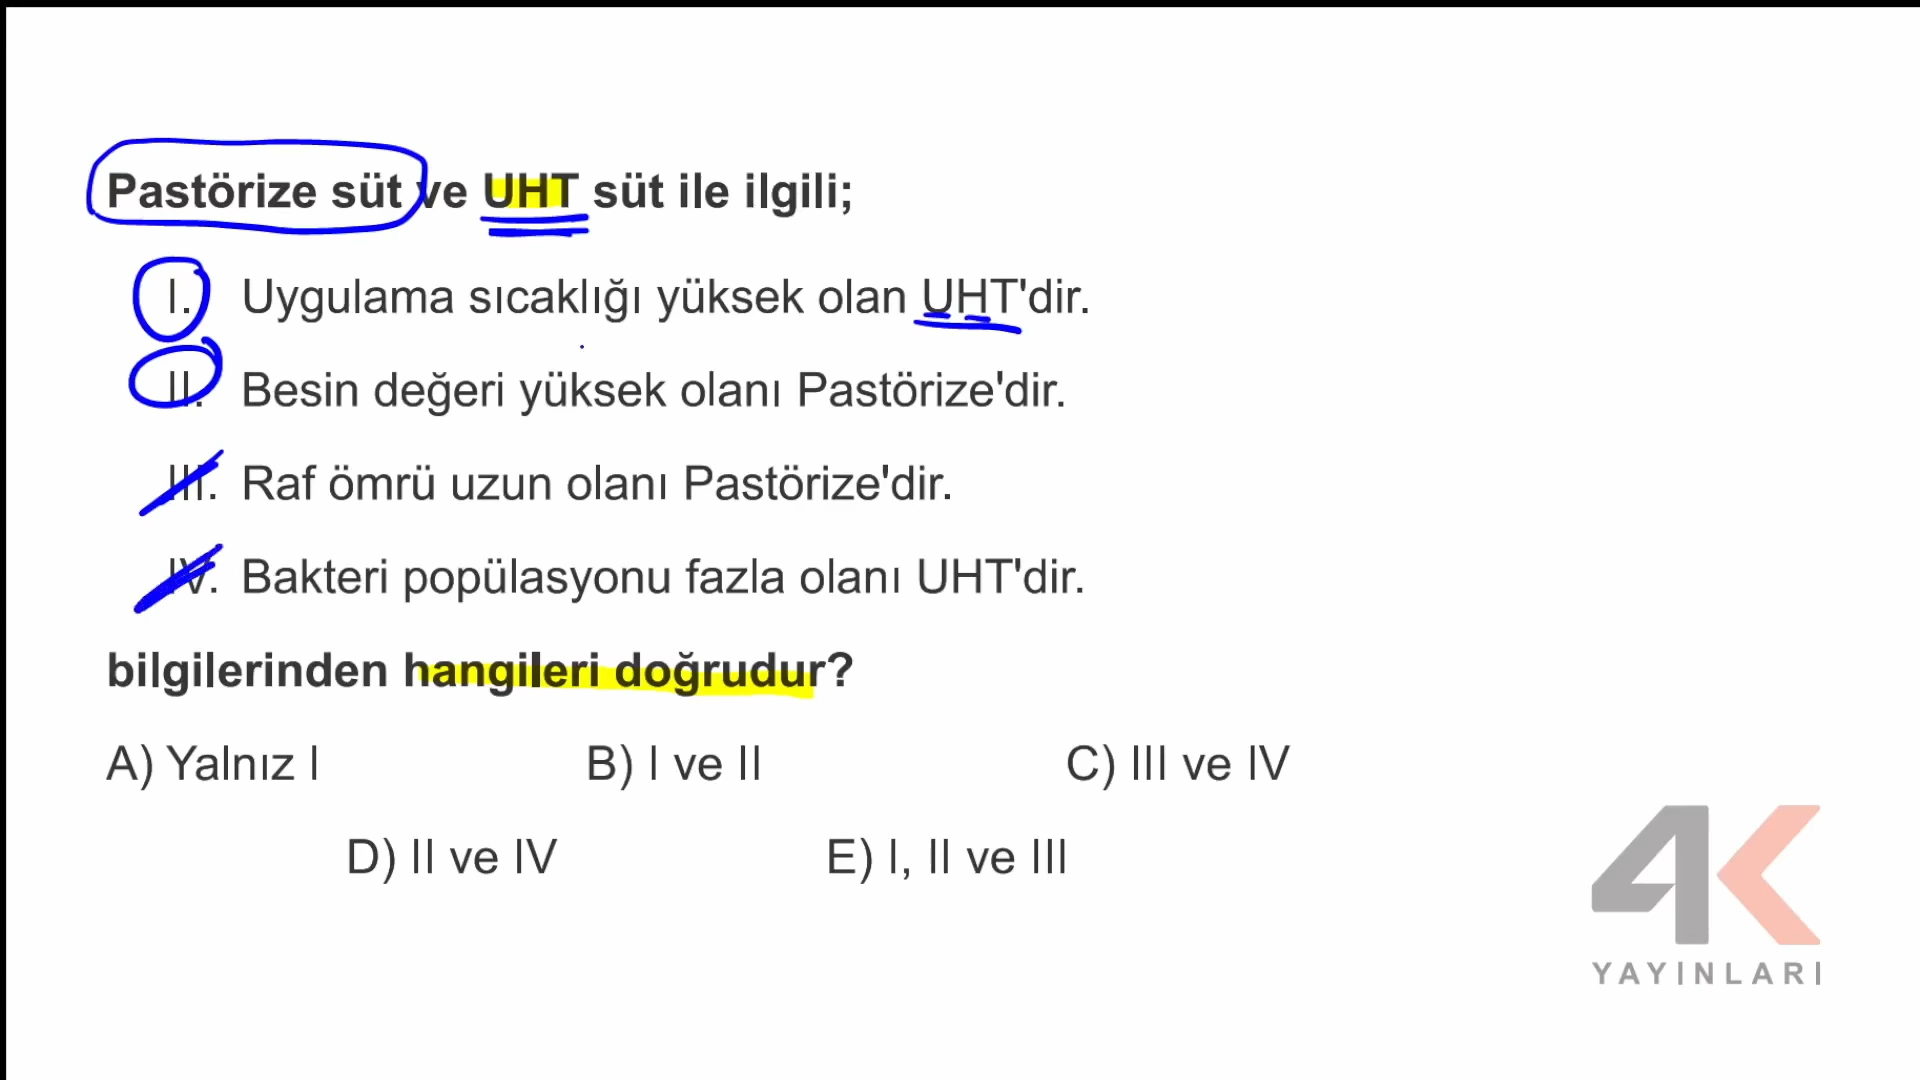 Pastörize süt ve UHT süt ile ilgili;
I. Uygulama sıcaklığı yüksek olan UHT'dir.
II. Besin değeri yüksek olanı Pastörize'dir.
III. Raf ömrü uzun olanı Pastörize'dir.
IV. Bakteri popülasyonu fazla olanı UHT'dir.
bilgilerinden hangileri doğrudur?
A) Yalnız I B) I ve II C) III ve IV
D) II ve IV E) I, II ve III
4K
YAYINLARI